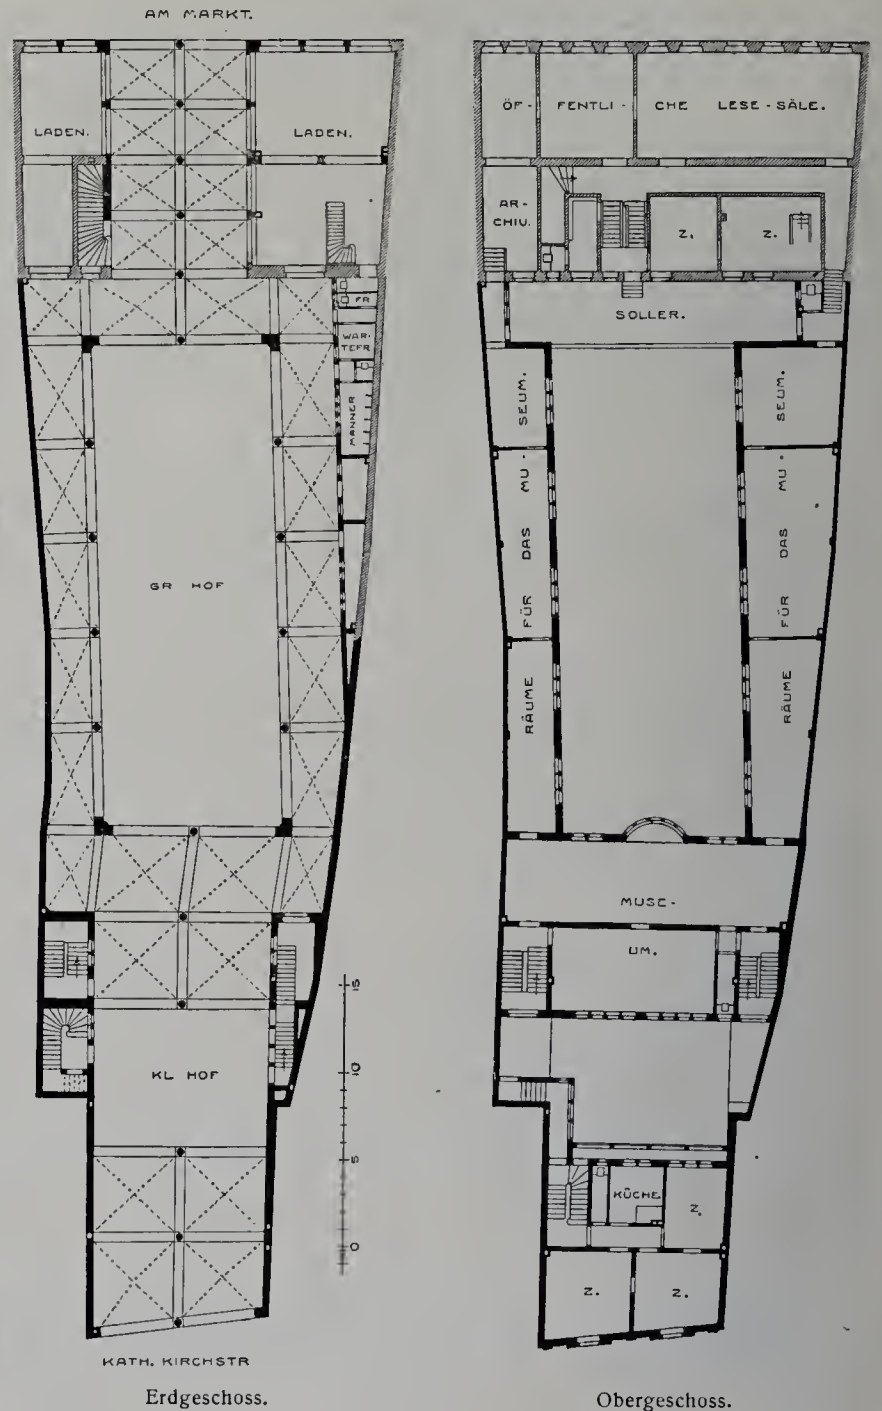 AM MARKT.
LADEN.
LADEN.
FR
WAR-
TEFR
MÄNNER
GR HOF
KL HOF
15
10
5
0
KATH. KIRCHSTR
Erdgeschoss.
ÖF- FENTLI- CHE LESE-SÄLE.
AR-
CHIV.
Z.
Z.
SOLLER.
RÄUME FÜR DAS MU- SEUM.
RÄUME FÜR DAS MU- SEUM.
MUSE-
UM.
KÜCHE.
Z.
Z.
Z.
Obergeschoss.